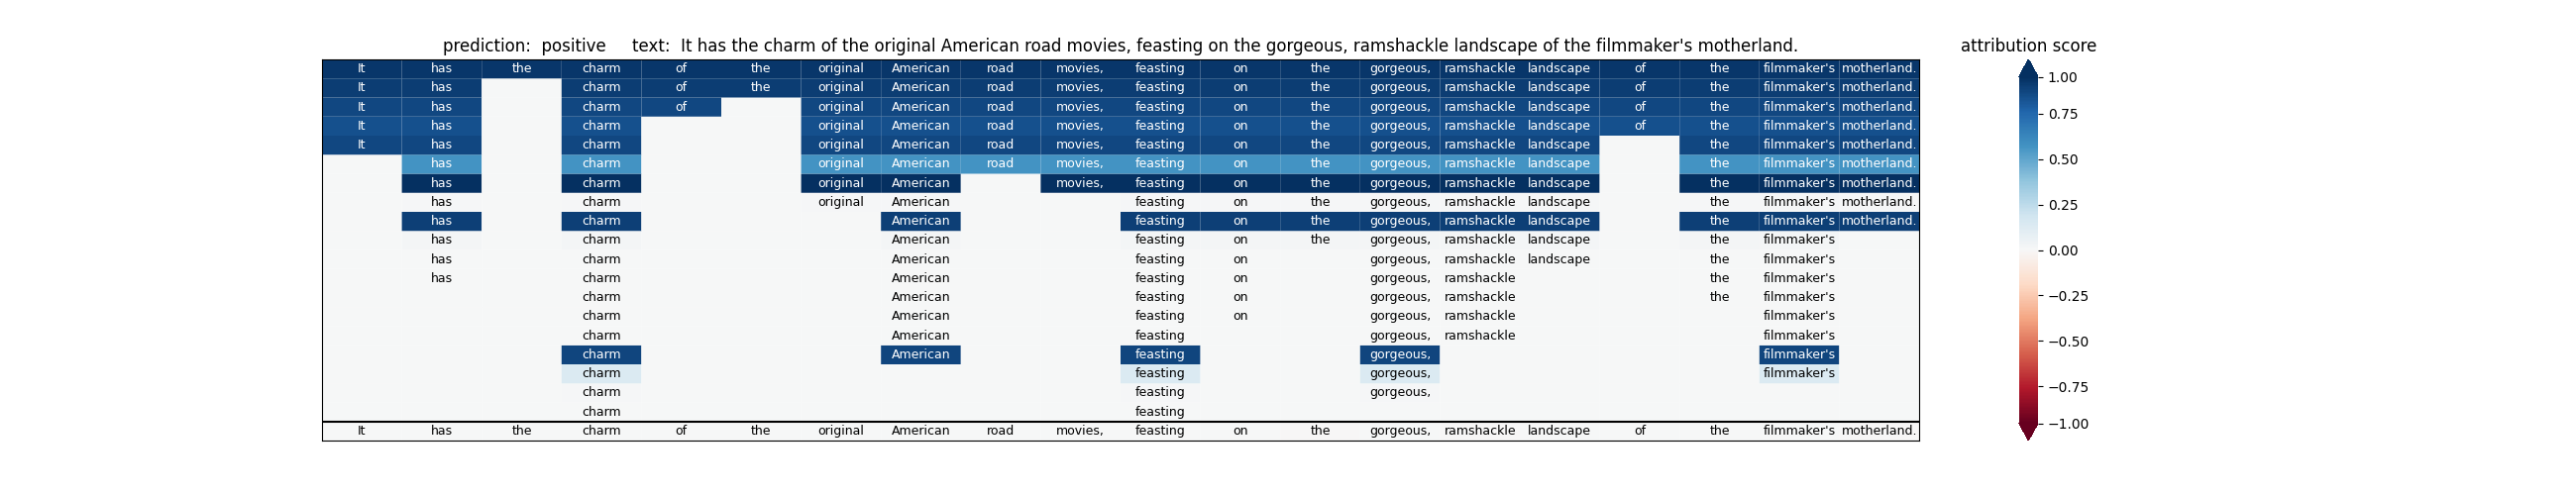 prediction: positive text: It has the charm of the original American road movies, feasting on the gorgeous, ramshackle landscape of the filmmaker's motherland.
attribution score
It has the charm of the original American road movies, feasting on the gorgeous, ramshackle landscape of the filmmaker's motherland.
It has charm of the original American road movies, feasting on the gorgeous, ramshackle landscape of the filmmaker's motherland.
It has charm of original American road movies, feasting on the gorgeous, ramshackle landscape of the filmmaker's motherland.
It has charm original American road movies, feasting on the gorgeous, ramshackle landscape of the filmmaker's motherland.
It has charm original American road movies, feasting on the gorgeous, ramshackle landscape the filmmaker's motherland.
has charm original American road movies, feasting on the gorgeous, ramshackle landscape the filmmaker's motherland.
has charm original American movies, feasting on the gorgeous, ramshackle landscape the filmmaker's motherland.
has charm original American feasting on the gorgeous, ramshackle landscape the filmmaker's motherland.
has charm American feasting on the gorgeous, ramshackle landscape the filmmaker's motherland.
has charm American feasting on the gorgeous, ramshackle landscape the filmmaker's
has charm American feasting on gorgeous, ramshackle landscape the filmmaker's
has charm American feasting on gorgeous, ramshackle the filmmaker's
charm American feasting on gorgeous, ramshackle the filmmaker's
charm American feasting on gorgeous, ramshackle filmmaker's
charm American feasting gorgeous, ramshackle filmmaker's
charm American feasting gorgeous, filmmaker's
charm feasting gorgeous, filmmaker's
charm feasting gorgeous,
charm feasting
It has the charm of the original American road movies, feasting on the gorgeous, ramshackle landscape of the filmmaker's motherland.
1.00
0.75
0.50
0.25
0.00
−0.25
−0.50
−0.75
−1.00